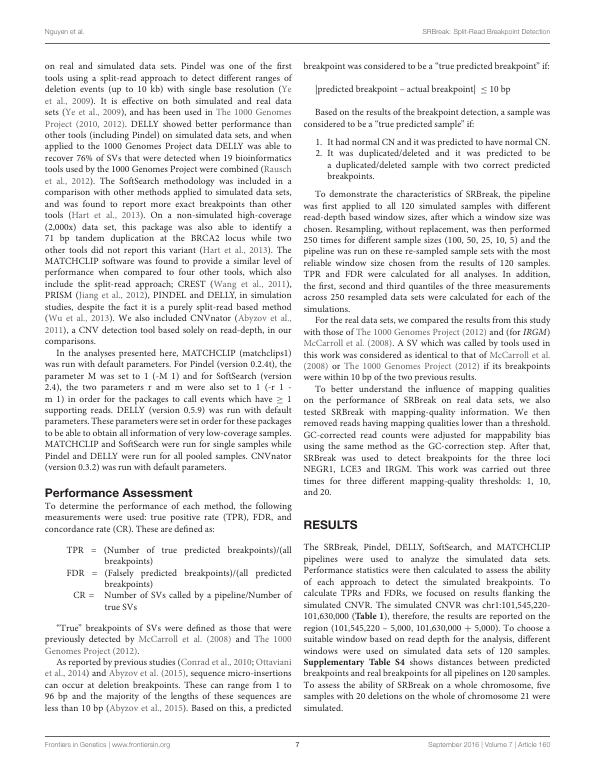 Nguyen et al.
SRBreak: Split-Read Breakpoint Detection
on real and simulated data sets. Pindel was one of the first
tools using a split-read approach to detect different ranges of
deletion events (up to 10 kb) with single base resolution (Ye
et al., 2009). It is effective on both simulated and real data
sets (Ye et al., 2009), and has been used in The 1000 Genomes
Project (2010, 2012). DELLY showed better performance than
other tools (including Pindel) on simulated data sets, and when
applied to the 1000 Genomes Project data DELLY was able to
recover 76% of SVs that were detected when 19 bioinformatics
tools used by the 1000 Genome Project were combined (Rausch
et al., 2012). The SoftSearch methodology was included in a
comparison with other methods applied to simulated data sets,
and was found to report more exact breakpoints than other
tools (Hart et al., 2013). On a non-simulated high-coverage
(2,000x) data set, this package was also able to identify a
71 bp tandem duplication at the BRCA2 locus while two
other tools did not report this variant (Hart et al., 2013). The
MATCHCLIP software was found to provide a similar level of
performance when compared to four other tools, which also
include the split-read approach; CREST (Wang et al., 2011),
PRISM (Jiang et al., 2012), PINDEL and DELLY, in simulation
studies, despite the fact it is a purely split-read based method
(Wu et al., 2013). We also included CNVnator (Abyzov et al.,
2011), a CNV detection tool based solely on read-depth, in our
comparisons.
In the analyses presented here, MATCHCLIP (matchclips1)
was run with default parameters. For Pindel (version 0.2.4t), the
parameter M was set to 1 (-M 1) and for SoftSearch (version
2.4), the two parameters r and m were also set to 1 (-r 1 -
m 1) in order for the packages to call events which have ≥ 1
supporting reads. DELLY (version 0.5.9) was run with default
parameters. These parameters were set in order for these packages
to be able to obtain all information of very low-coverage samples.
MATCHCLIP and SoftSearch were run for single samples while
Pindel and DELLY were run for all pooled samples. CNVnator
(version 0.3.2) was run with default parameters.
Performance Assessment
To determine the performance of each method, the following
measurements were used: true positive rate (TPR), FDR, and
concordance rate (CR). These are defined as:
TPR = (Number of true predicted breakpoints)/(all
breakpoints)
FDR = (Falsely predicted breakpoints)/(all predicted
breakpoints)
CR = Number of SVs called by a pipeline/Number of
true SVs
"True" breakpoints of SVs were defined as those that were
previously detected by McCarroll et al. (2008) and The 1000
Genomes Project (2012).
As reported by previous studies (Conrad et al., 2010; Ottaviani
et al., 2014) and Abyzov et al. (2015), sequence micro-insertions
can occur at deletion breakpoints. These can range from 1 to
96 bp and the majority of the lengths of these sequences are
less than 10 bp (Abyzov et al., 2015). Based on this, a predicted
breakpoint was considered to be a "true predicted breakpoint" if:
|predicted breakpoint – actual breakpoint| ≤ 10 bp
Based on the results of the breakpoint detection, a sample was
considered to be a "true predicted sample" if:
1. It had normal CN and it was predicted to have normal CN.
2. It was duplicated/deleted and it was predicted to be
a duplicated/deleted sample with two correct predicted
breakpoints.
To demonstrate the characteristics of SRBreak, the pipeline
was first applied to all 120 simulated samples with different
read-depth based window sizes, after which a window size was
chosen. Resampling, without replacement, was then performed
250 times for different sample sizes (100, 50, 25, 10, 5) and the
pipeline was run on these re-sampled sample sets with the most
reliable window size chosen from the results of 120 samples.
TPR and FDR were calculated for all analyses. In addition,
the first, second and third quantiles of the three measurements
across 250 resampled data sets were calculated for each of the
simulations.
For the real data sets, we compared the results from this study
with those of The 1000 Genomes Project (2012) and (for IRGM)
McCarroll et al. (2008). A SV which was called by tools used in
this work was considered as identical to that of McCarroll et al.
(2008) or The 1000 Genomes Project (2012) if its breakpoints
were within 10 bp of the two previous results.
To better understand the influence of mapping qualities
on the performance of SRBreak on real data sets, we also
tested SRBreak with mapping-quality information. We then
removed reads having mapping qualities lower than a threshold.
GC-corrected read counts were adjusted for mappability bias
using the same method as the GC-correction step. After that,
SRBreak was used to detect breakpoints for the three loci
NEGR1, LCE3 and IRGM. This work was carried out three
times for three different mapping-quality thresholds: 1, 10,
and 20.
RESULTS
The SRBreak, Pindel, DELLY, SoftSearch, and MATCHCLIP
pipelines were used to analyze the simulated data sets.
Performance statistics were then calculated to assess the ability
of each approach to detect the simulated breakpoints. To
calculate TPRs and FDRs, we focused on results flanking the
simulated CNVR. The simulated CNVR was chr1:101,545,220-
101,630,000 (Table 1), therefore, the results are reported on the
region (101,545,220 – 5,000, 101,630,000 + 5,000). To choose a
suitable window based on read depth for the analysis, different
windows were used on simulated data sets of 120 samples.
Supplementary Table S4 shows distances between predicted
breakpoints and real breakpoints for all pipelines on 120 samples.
To assess the ability of SRBreak on a whole chromosome, five
samples with 20 deletions on the whole of chromosome 21 were
simulated.
Frontiers in Genetics | www.frontiersin.org
7
September 2016 | Volume 7 | Article 160